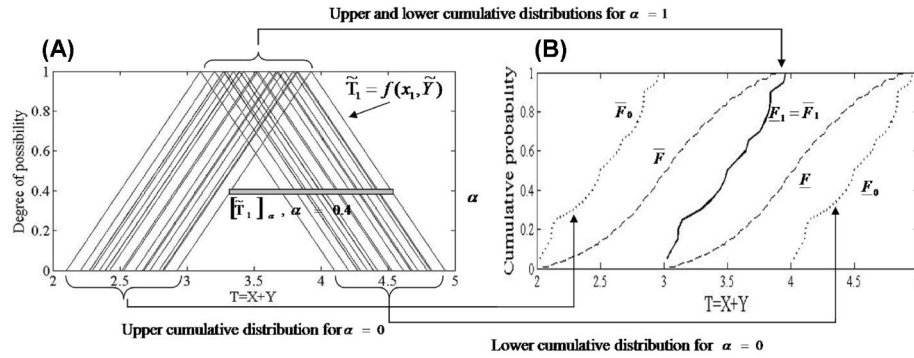 Upper and lower cumulative distributions for α = 1
(A)
(B)
1
0.8
0.6
0.4
0.2
0
Degree of possibility
T̃₁ = f(x₁, Ỹ)
[T̃₁]α , α = 0.4
α
2
2.5
3
3.5
4
4.5
5
T=X+Y
1
0.8
0.6
0.4
0.2
0
Cumulative probability
F̅₀
F̅
F̲₁ = F̅₁
F̲
F̲₀
2
2.5
3
3.5
4
4.5
T=X+Y
Upper cumulative distribution for α = 0
Lower cumulative distribution for α = 0